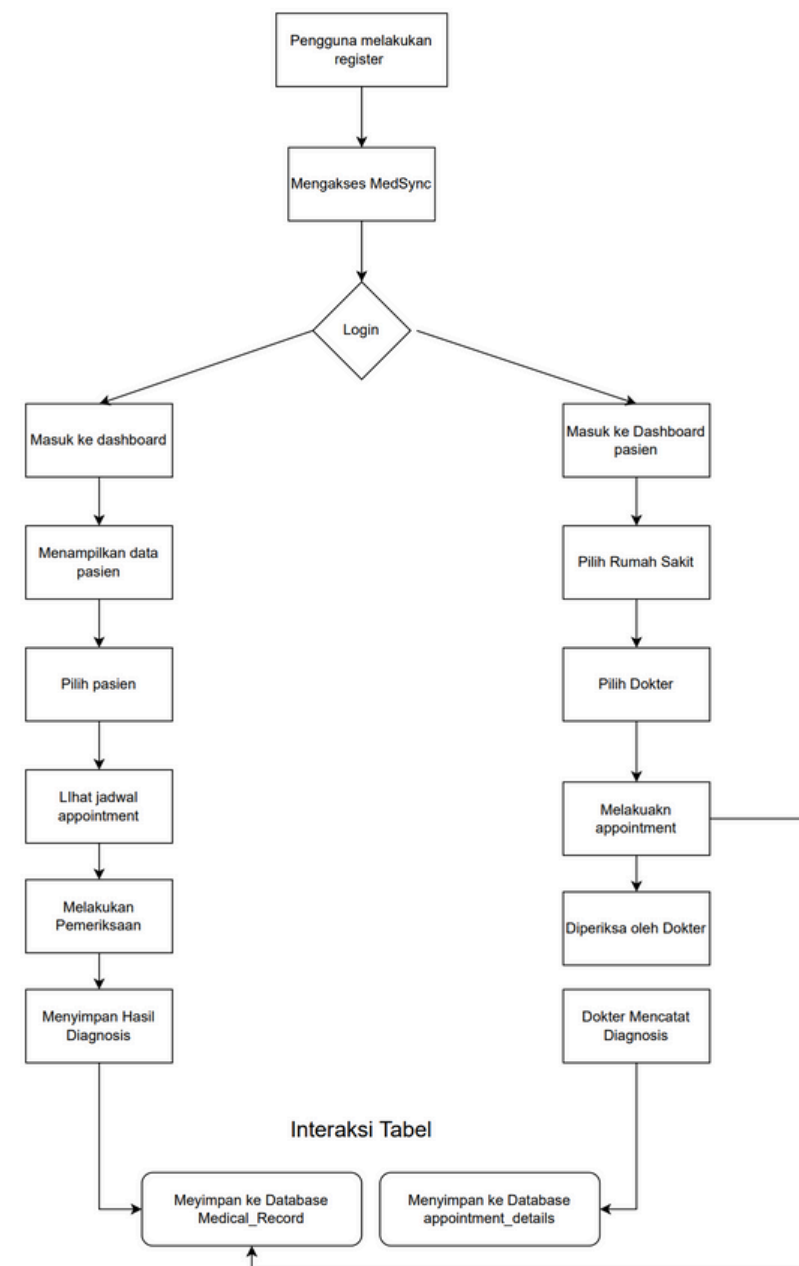 Pengguna melakukan
register
Mengakses MedSync
Login
Masuk ke dashboard
Menampilkan data
pasien
Pilih pasien
LIhat jadwal
appointment
Melakukan
Pemeriksaan
Menyimpan Hasil
Diagnosis
Masuk ke Dashboard
pasien
Pilih Rumah Sakit
Pilih Dokter
Melakuakn
appointment
Diperiksa oleh Dokter
Dokter Mencatat
Diagnosis
Interaksi Tabel
Meyimpan ke Database
Medical_Record
Menyimpan ke Database
appointment_details